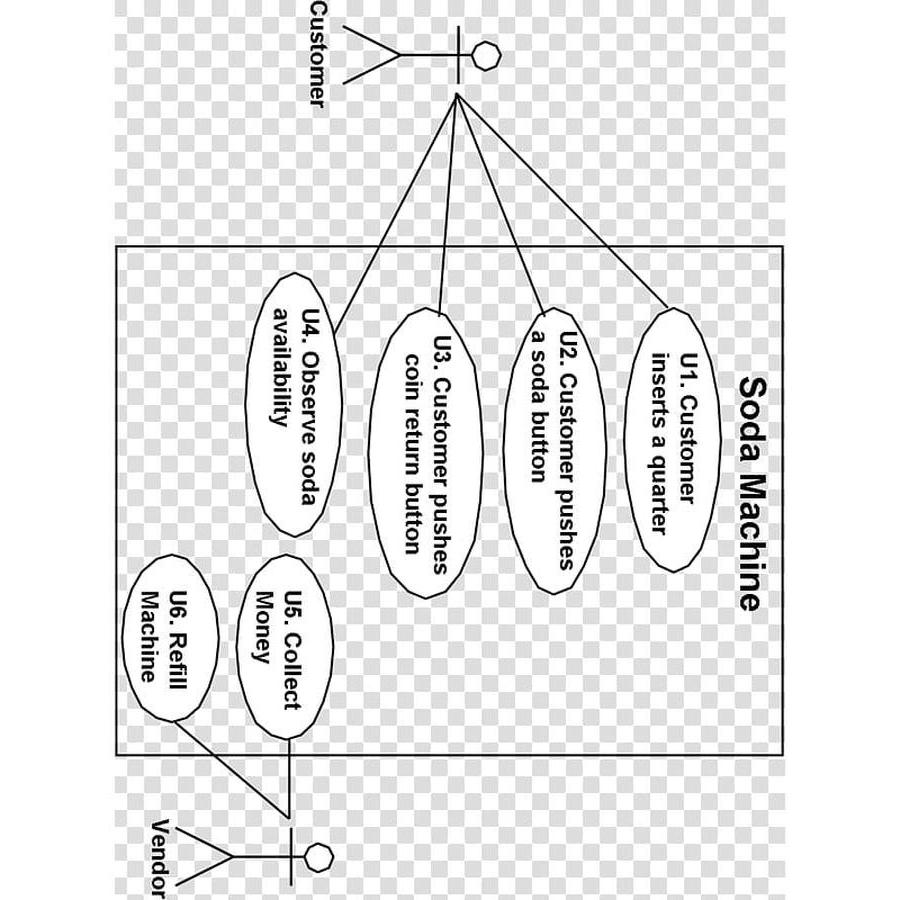 Soda Machine
Customer
U1. Customer
inserts a quarter
U2. Customer pushes
a soda button
U3. Customer pushes
coin return button
U4. Observe soda
availability
U5. Collect
Money
U6. Refill
Machine
Vendor